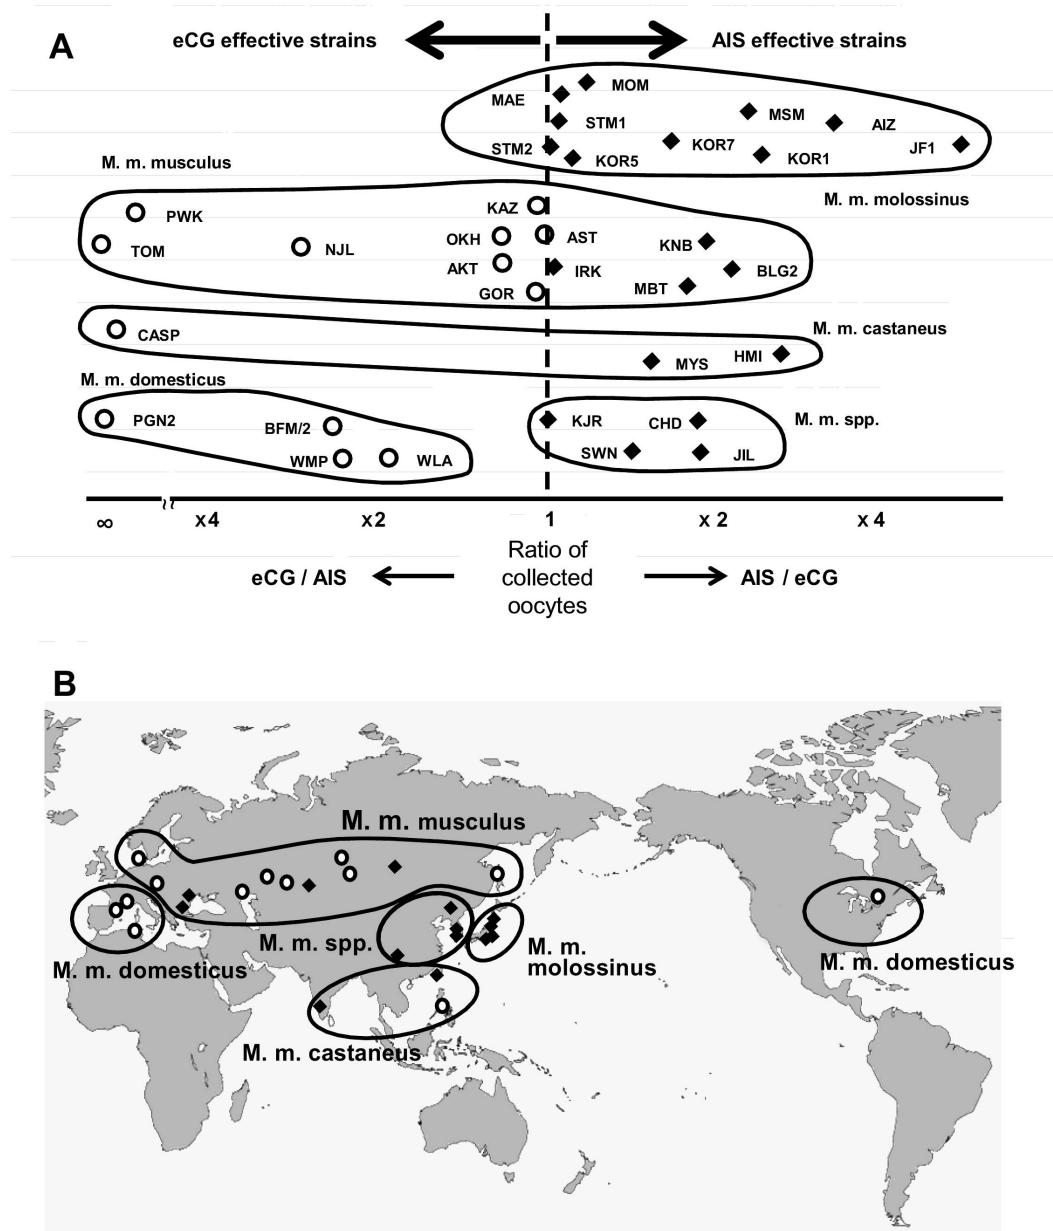 A
eCG effective strains
AIS effective strains
MAE
MOM
STM1
MSM
AIZ
STM2
KOR5
KOR7
KOR1
JF1
M. m. musculus
M. m. molossinus
PWK
KAZ
TOM
NJL
OKH
AST
KNB
AKT
IRK
BLG2
GOR
MBT
CASP
M. m. castaneus
MYS
HMI
M. m. domesticus
PGN2
BFM/2
KJR
CHD
M. m. spp.
WMP
WLA
SWN
JIL
∞ x4 x2 1 x 2 x 4
eCG / AIS
Ratio of
collected
oocytes
AIS / eCG
B
M. m. musculus
M. m. spp.
M. m.
molossinus
M. m. domesticus
M. m. domesticus
M. m. castaneus